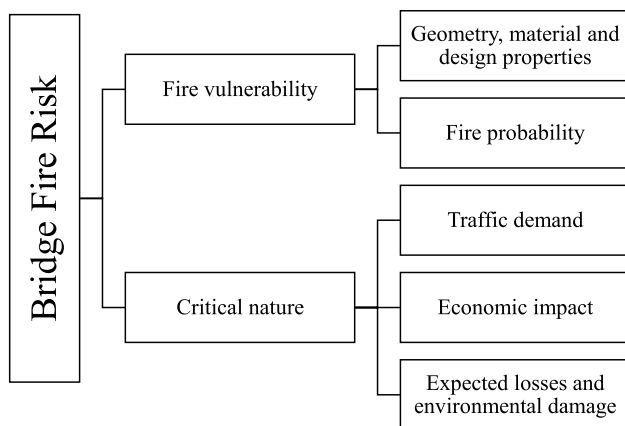 Bridge Fire Risk
Fire vulnerability
Geometry, material and
design properties
Fire probability
Critical nature
Traffic demand
Economic impact
Expected losses and
environmental damage